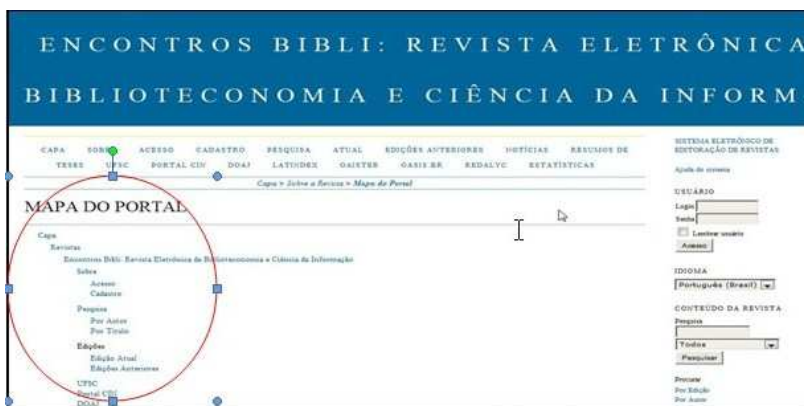 ENCONTROS BIBLI: REVISTA ELETRÔNICA
BIBLIOTECONOMIA E CIÊNCIA DA INFORM
CAPA SOBRE ACESSO CADASTRO PESQUISA ATUAL EDIÇÕES ANTERIORES NOTÍCIAS RESUMOS DE
TESES UFSC PORTAL CIN DOAJ LATINDEX OAISTER OASIS.BR REDALYC ESTATÍSTICAS
Capa > Sobre a Revista > Mapa do Portal
MAPA DO PORTAL
Capa
Revistas
Encontros Bibli: Revista Eletrônica de Biblioteconomia e Ciência da Informação
Sobre
Acesso
Cadastro
Pesquisa
Por Autor
Por Título
Edições
Edição Atual
Edições Anteriores
UFSC
Portal
DOAJ
SISTEMA ELETRÔNICO DE
EDITORAÇÃO DE REVISTAS
Ajuda do sistema
USUÁRIO
Login
Senha
Lembrar usuário
Acesso
IDIOMA
Português (Brasil)
CONTEÚDO DA REVISTA
Pesquisa
Todos
Pesquisar
Procurar
Por Edição
Por Autor